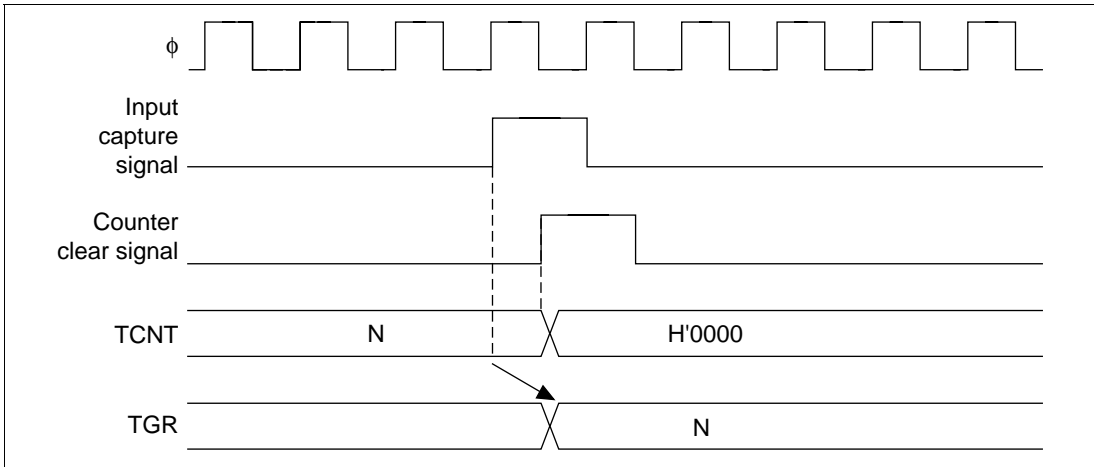 ϕ
Input
capture
signal
Counter
clear signal
TCNT
N
H'0000
TGR
N